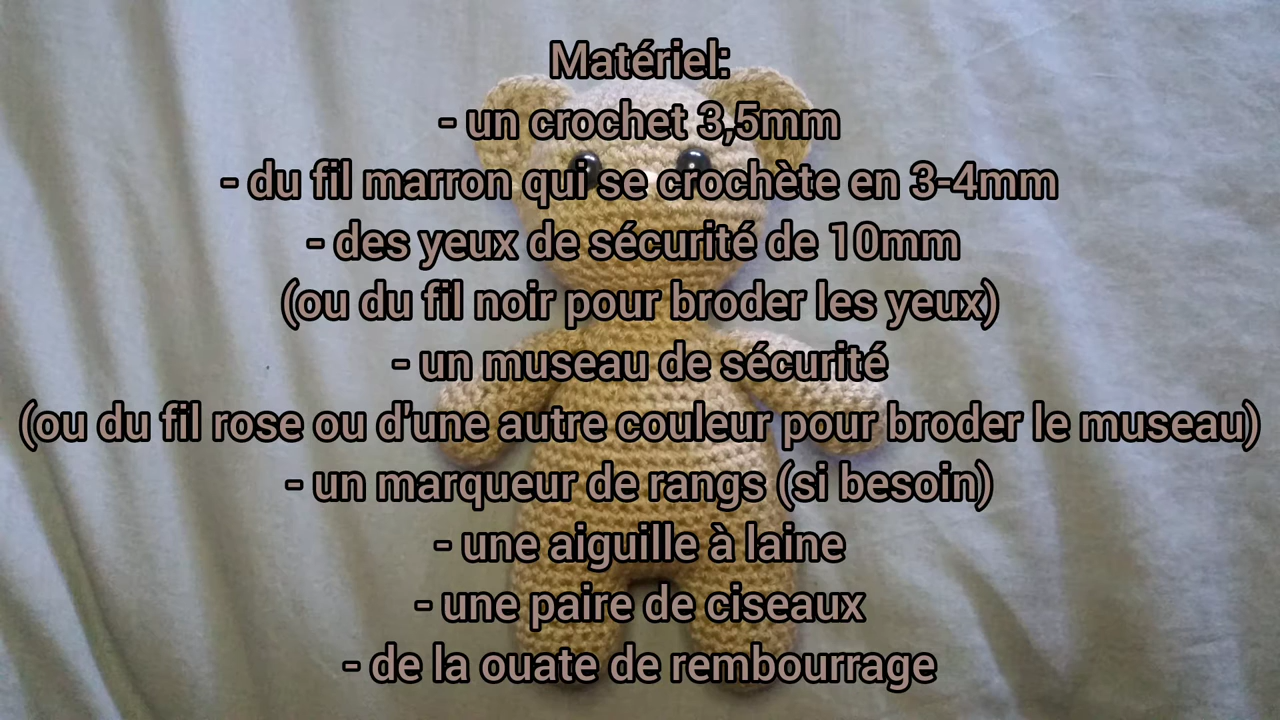 Matériel:
- un crochet 3,5mm
- du fil marron qui se crochète en 3-4mm
- des yeux de sécurité de 10mm
(ou du fil noir pour broder les yeux)
- un museau de sécurité
(ou du fil rose ou d'une autre couleur pour broder le museau)
- un marqueur de rangs (si besoin)
- une aiguille à laine
- une paire de ciseaux
- de la ouate de rembourrage